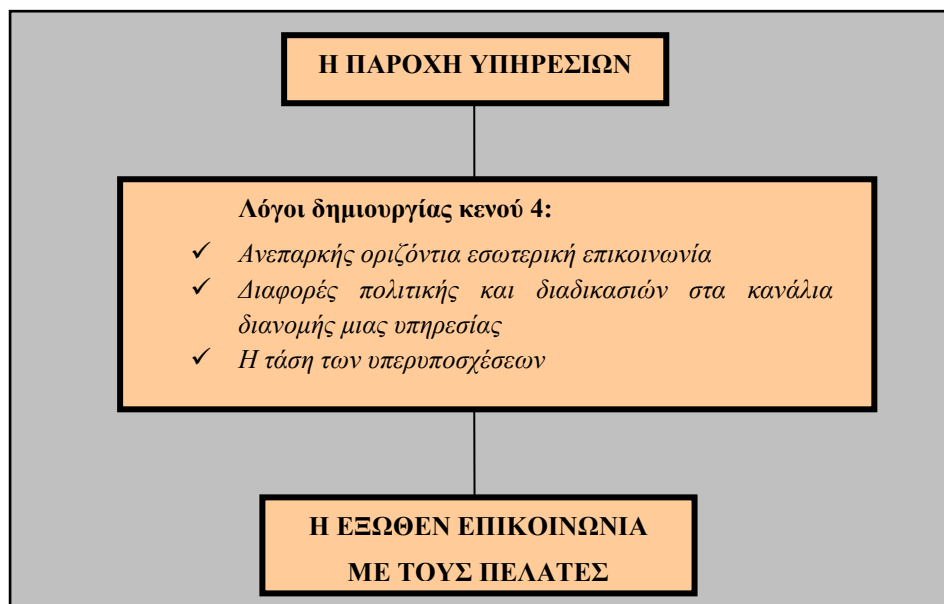 Η ΠΑΡΟΧΗ ΥΠΗΡΕΣΙΩΝ
Λόγοι δημιουργίας κενού 4:
✓ Ανεπαρκής οριζόντια εσωτερική επικοινωνία
✓ Διαφορές πολιτικής και διαδικασιών στα κανάλια
διανομής μιας υπηρεσίας
✓ Η τάση των υπερυποσχέσεων
Η ΕΞΩΘΕΝ ΕΠΙΚΟΙΝΩΝΙΑ
ΜΕ ΤΟΥΣ ΠΕΛΑΤΕΣ